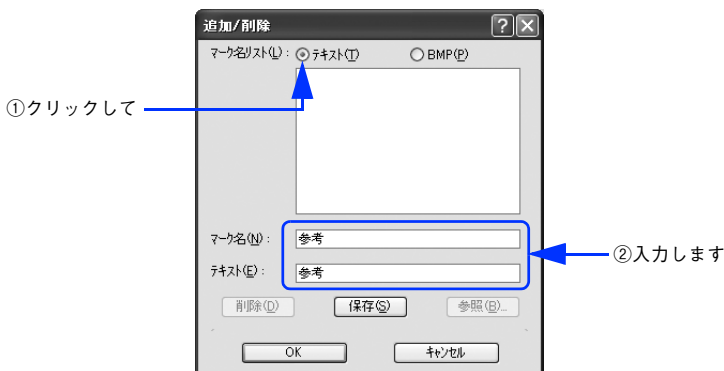 追加/削除
マーク名リスト(L): テキスト(T) BMP(P)
①クリックして
マーク名(N): 参考
②入力します
テキスト(E): 参考
削除(D) 保存(S) 参照(B)...
OK キャンセル